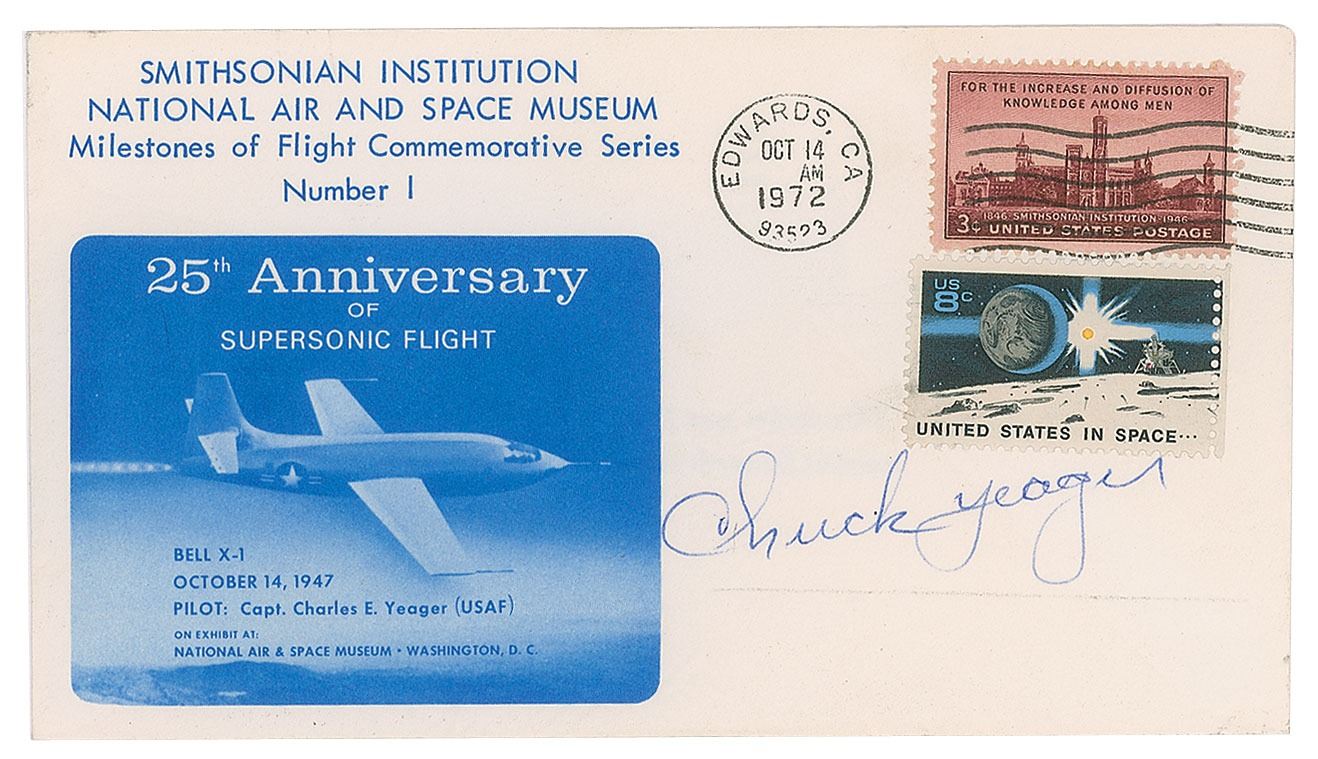 SMITHSONIAN INSTITUTION
NATIONAL AIR AND SPACE MUSEUM
Milestones of Flight Commemorative Series
Number 1
25th Anniversary
OF
SUPERSONIC FLIGHT
BELL X-1
OCTOBER 14, 1947
PILOT: Capt. Charles E. Yeager (USAF)
ON EXHIBIT AT:
NATIONAL AIR & SPACE MUSEUM • WASHINGTON, D. C.
EDWARDS, CA
OCT 14
AM
1972
93523
FOR THE INCREASE AND DIFFUSION OF
KNOWLEDGE AMONG MEN
1846·SMITHSONIAN INSTITUTION·1946
3¢ UNITED STATES POSTAGE
US
8c
UNITED STATES IN SPACE...
Chuck Yeager